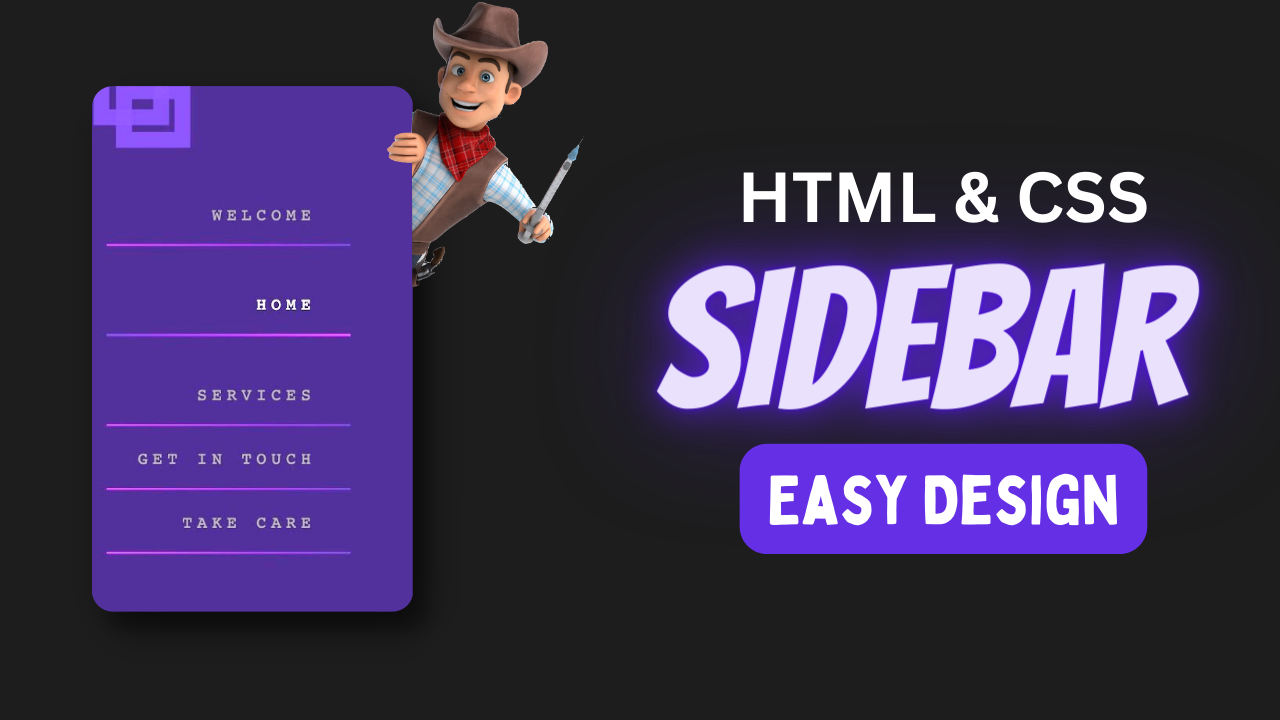 WELCOME
HOME
SERVICES
GET IN TOUCH
TAKE CARE
HTML & CSS
SIDEBAR
EASY DESIGN